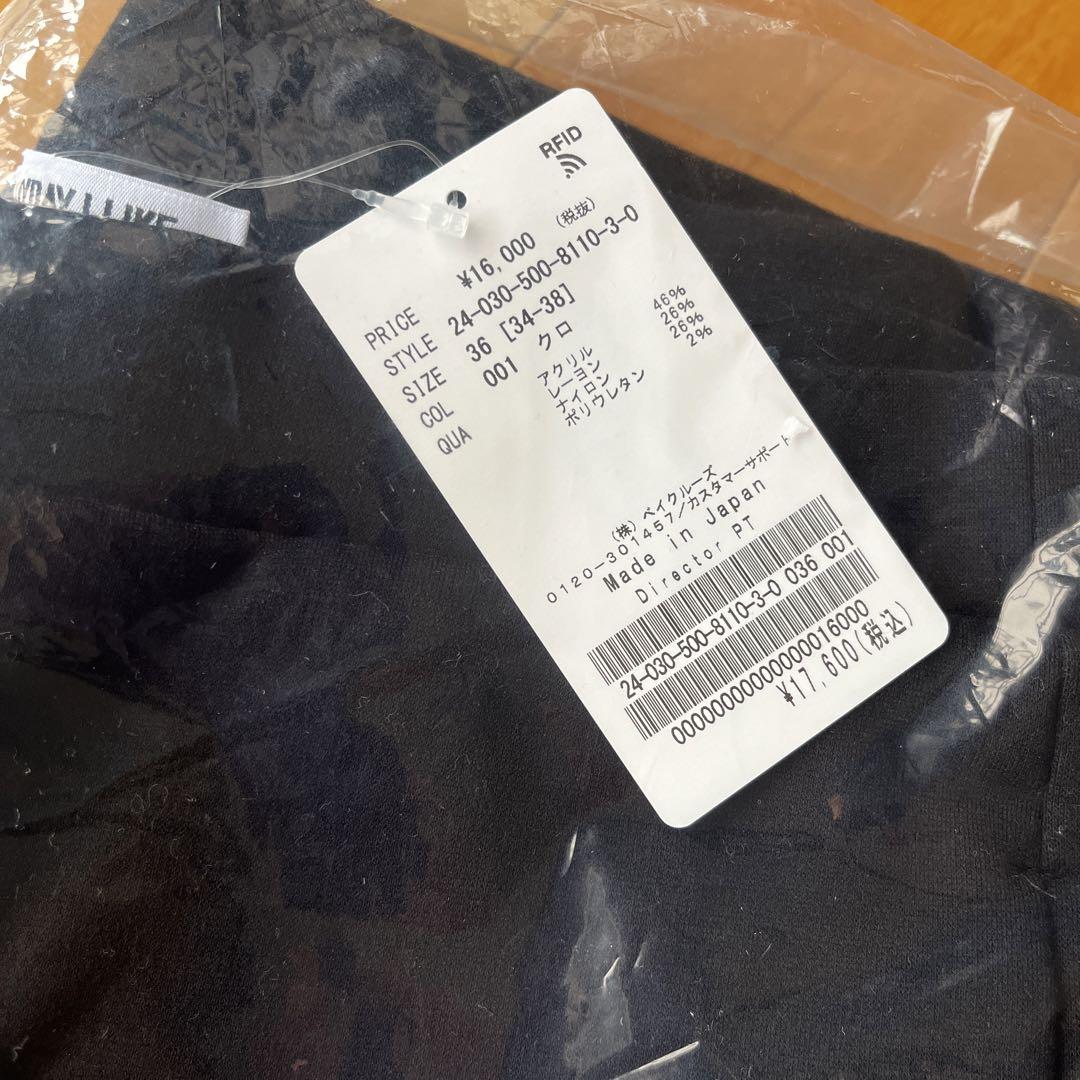 NDAY I LIKE
RFID
PRICE ¥16,000 (税抜)
STYLE 24-030-500-8110-3-0
SIZE 36 [34-38]
COL 001 クロ
QUA アクリル 46%
レーヨン 26%
ナイロン 26%
ポリウレタン 2%
(株) ベイクルーズ
0120-301457/カスタマーサポート
Made in Japan
Director PT
24-030-500-8110-3-0 036 001
00000000000000016000
¥17,600(税込)